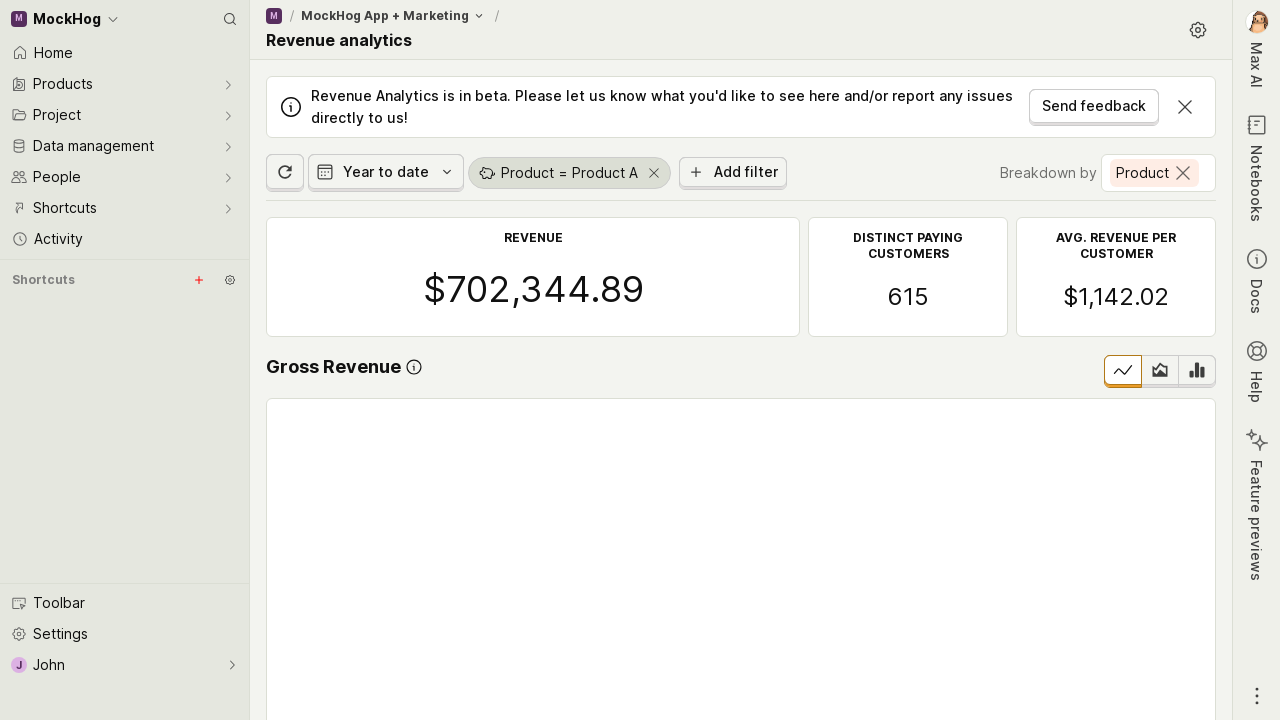 M MockHog
Home
Products
Project
Data management
People
Shortcuts
Activity
Shortcuts
Toolbar
Settings
J John
M / MockHog App + Marketing /
Revenue analytics
Revenue Analytics is in beta. Please let us know what you'd like to see here and/or report any issues
directly to us!
Send feedback
Year to date
Product = Product A
Add filter
Breakdown by
Product
REVENUE
$702,344.89
DISTINCT PAYING
CUSTOMERS
615
AVG. REVENUE PER
CUSTOMER
$1,142.02
Gross Revenue
Max AI
Notebooks
Docs
Help
Feature previews